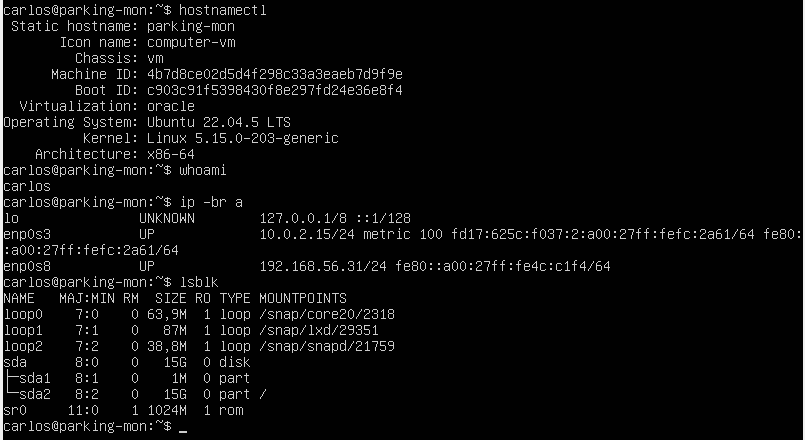 carlos@parking-mon:~$ hostnamectl
Static hostname: parking-mon
Icon name: computer-vm
Chassis: vm
Machine ID: 4b7d8ce02d5d4f298c33a3eaeb7d9f9e
Boot ID: c903c91f5398430f8e297fd24e36e8f4
Virtualization: oracle
Operating System: Ubuntu 22.04.5 LTS
Kernel: Linux 5.15.0-203-generic
Architecture: x86-64
carlos@parking-mon:~$ whoami
carlos
carlos@parking-mon:~$ ip -br a
lo UNKNOWN 127.0.0.1/8 ::1/128
enp0s3 UP 10.0.2.15/24 metric 100 fd17:625c:f037:2:a00:27ff:fefc:2a61/64 fe80:
:a00:27ff:fefc:2a61/64
enp0s8 UP 192.168.56.31/24 fe80::a00:27ff:fe4c:c1f4/64
carlos@parking-mon:~$ lsblk
NAME MAJ:MIN RM SIZE RO TYPE MOUNTPOINTS
loop0 7:0 0 63,9M 1 loop /snap/core20/2318
loop1 7:1 0 87M 1 loop /snap/lxd/29351
loop2 7:2 0 38,8M 1 loop /snap/snapd/21759
sda 8:0 0 15G 0 disk
├─sda1 8:1 0 1M 0 part
└─sda2 8:2 0 15G 0 part /
sr0 11:0 1 1024M 1 rom
carlos@parking-mon:~$ _